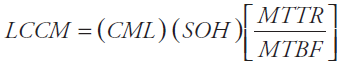 LCCM = (CML)(SOH)[MTTR/MTBF]